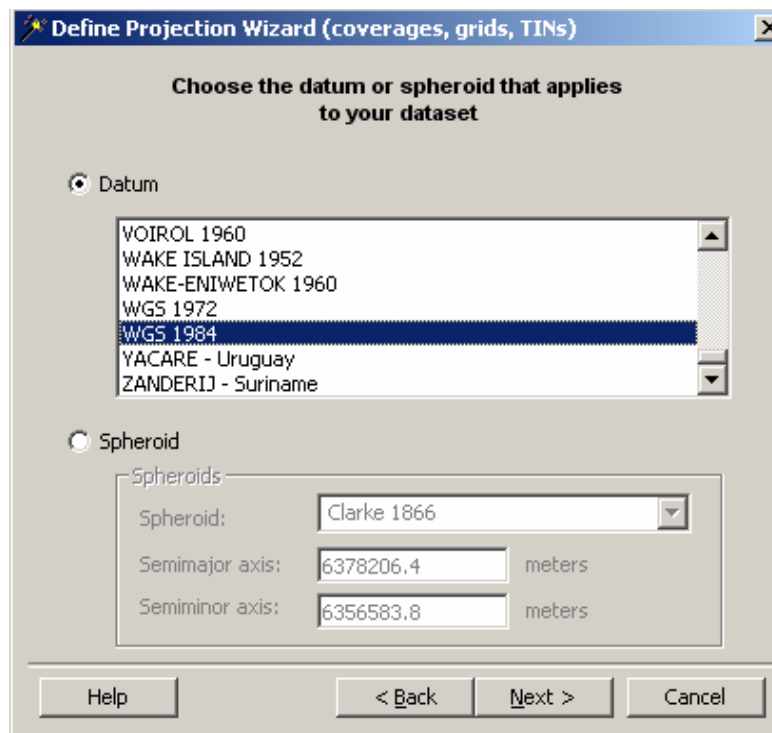 Define Projection Wizard (coverages, grids, TINs)
Choose the datum or spheroid that applies
to your dataset
Datum
VOIROL 1960
WAKE ISLAND 1952
WAKE-ENIWETOK 1960
WGS 1972
WGS 1984
YACARE - Uruguay
ZANDERIJ - Suriname
Spheroid
Spheroids
Spheroid: Clarke 1866
Semimajor axis: 6378206.4 meters
Semiminor axis: 6356583.8 meters
Help < Back Next > Cancel